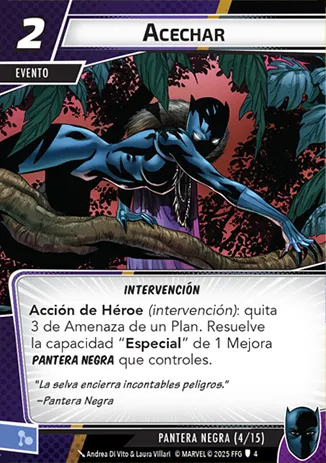 2
ACECHAR
EVENTO
INTERVENCIÓN
Acción de Héroe (intervención): quita
3 de Amenaza de un Plan. Resuelve
la capacidad “Especial” de 1 Mejora
PANTERA NEGRA que controles.
"La selva encierra incontables peligros."
–Pantera Negra
PANTERA NEGRA (4/15)
Andrea Di Vito & Laura Villari © MARVEL © 2025 FFG 4